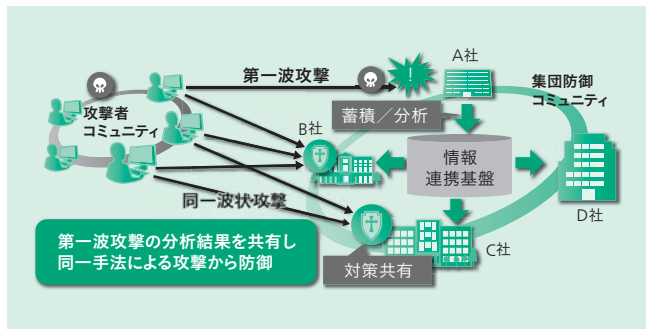 第一波攻撃
A社
集団防御
コミュニティ
攻撃者
コミュニティ
蓄積／分析
B社
情報
連携基盤
同一波状攻撃
D社
第一波攻撃の分析結果を共有し
同一手法による攻撃から防御
C社
対策共有